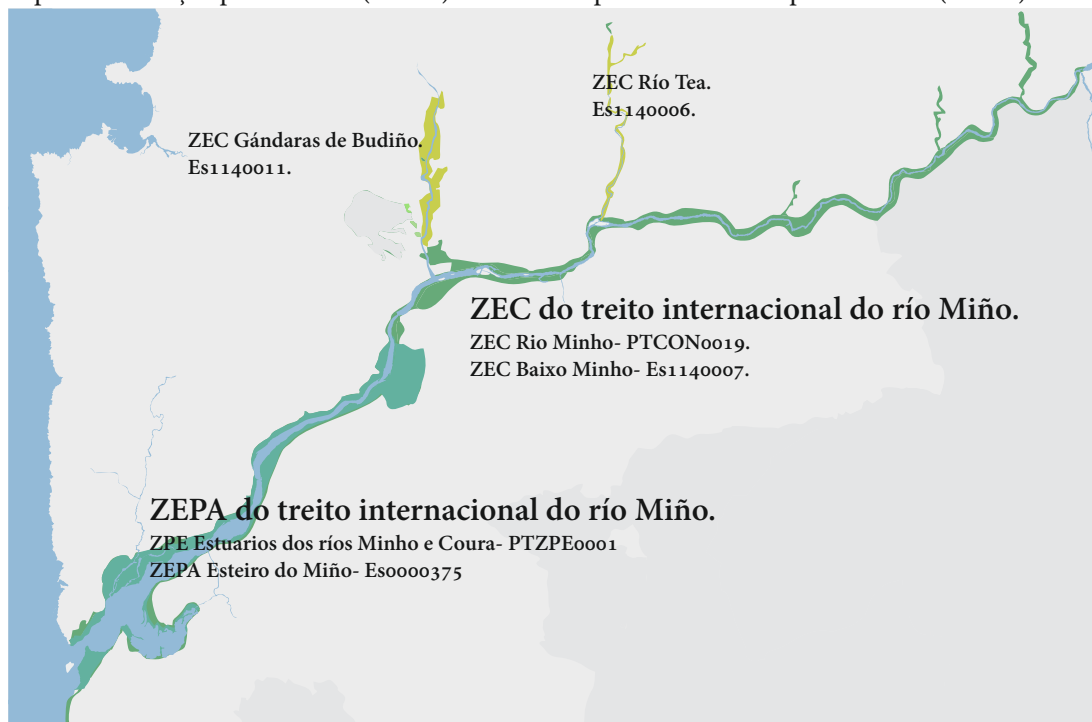 ZEC Río Tea.
Es1140006.
ZEC Gándaras de Budiño.
Es1140011.
ZEC do treito internacional do río Miño.
ZEC Rio Minho- PTCON0019.
ZEC Baixo Minho- Es1140007.
ZEPA do treito internacional do río Miño.
ZPE Estuarios dos ríos Minho e Coura- PTZPE0001
ZEPA Esteiro do Miño- Es0000375